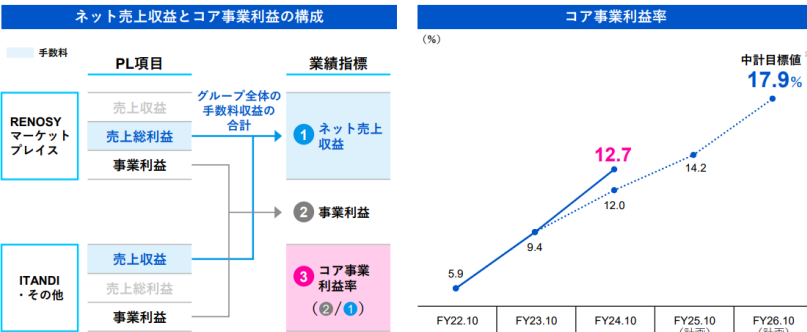 ネット売上収益とコア事業利益の構成
手数料
PL項目
業績指標
RENOSY
マーケット
プレイス
売上収益
売上総利益
事業利益
グループ全体の
手数料収益の
合計
1 ネット売上
収益
2 事業利益
ITANDI
・その他
売上収益
売上総利益
事業利益
3 コア事業
利益率
(2/1)
コア事業利益率
(%)
中計目標値
17.9%
12.7
14.2
12.0
9.4
5.9
FY22.10
FY23.10
FY24.10
FY25.10
FY26.10
(計画)
(計画)